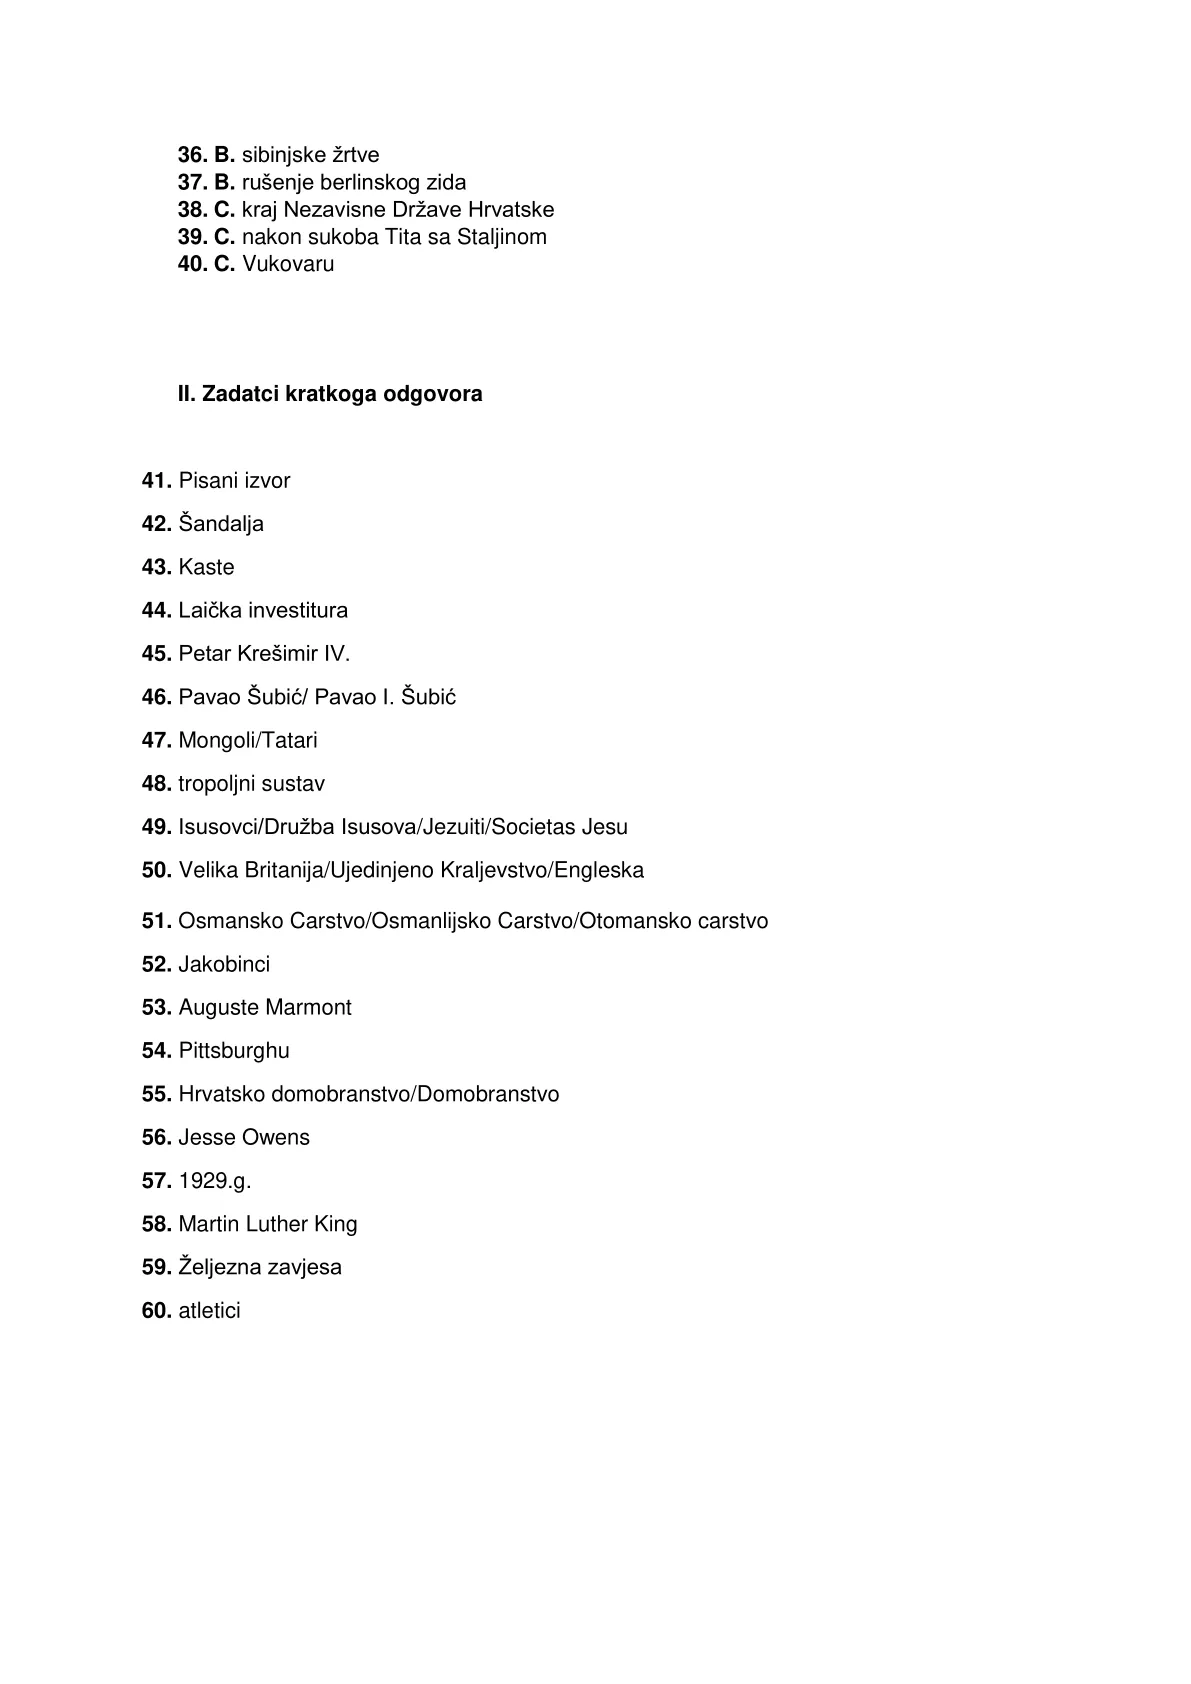 36. B. sibinjske žrtve
37. B. rušenje berlinskog zida
38. C. kraj Nezavisne Države Hrvatske
39. C. nakon sukoba Tita sa Staljinom
40. C. Vukovaru
II. Zadatci kratkoga odgovora
41. Pisani izvor
42. Šandalja
43. Kaste
44. Laička investitura
45. Petar Krešimir IV.
46. Pavao Šubić/ Pavao I. Šubić
47. Mongoli/Tatari
48. tropoljni sustav
49. Isusovci/Družba Isusova/Jezuiti/Societas Jesu
50. Velika Britanija/Ujedinjeno Kraljevstvo/Engleska
51. Osmansko Carstvo/Osmanlijsko Carstvo/Otomansko carstvo
52. Jakobinci
53. Auguste Marmont
54. Pittsburghu
55. Hrvatsko domobranstvo/Domobranstvo
56. Jesse Owens
57. 1929.g.
58. Martin Luther King
59. Željezna zavjesa
60. atletici